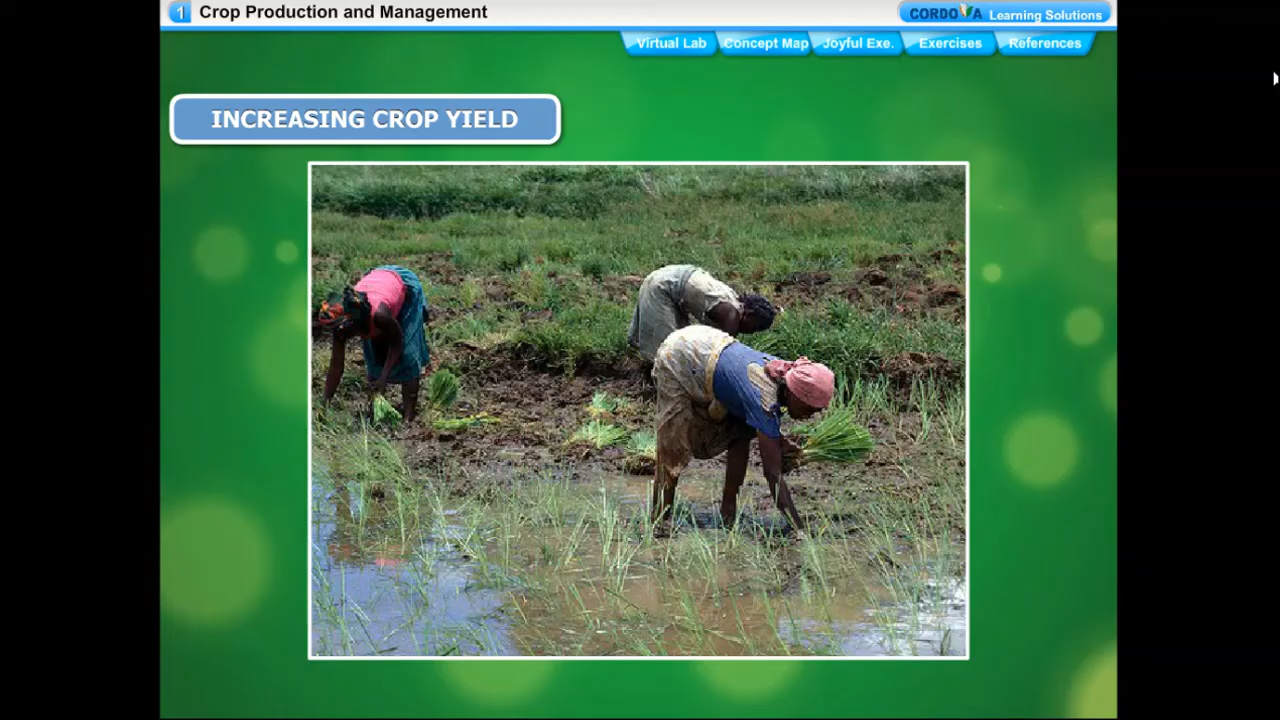 1 Crop Production and Management
CORDOVA Learning Solutions
Virtual Lab Concept Map Joyful Exe. Exercises References
INCREASING CROP YIELD